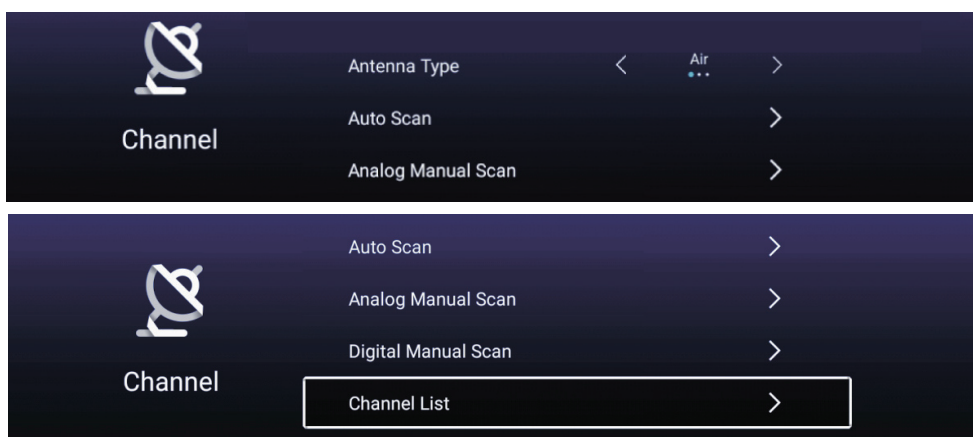 Antenna Type
Air
Auto Scan
Channel
Analog Manual Scan
Auto Scan
Analog Manual Scan
Digital Manual Scan
Channel
Channel List